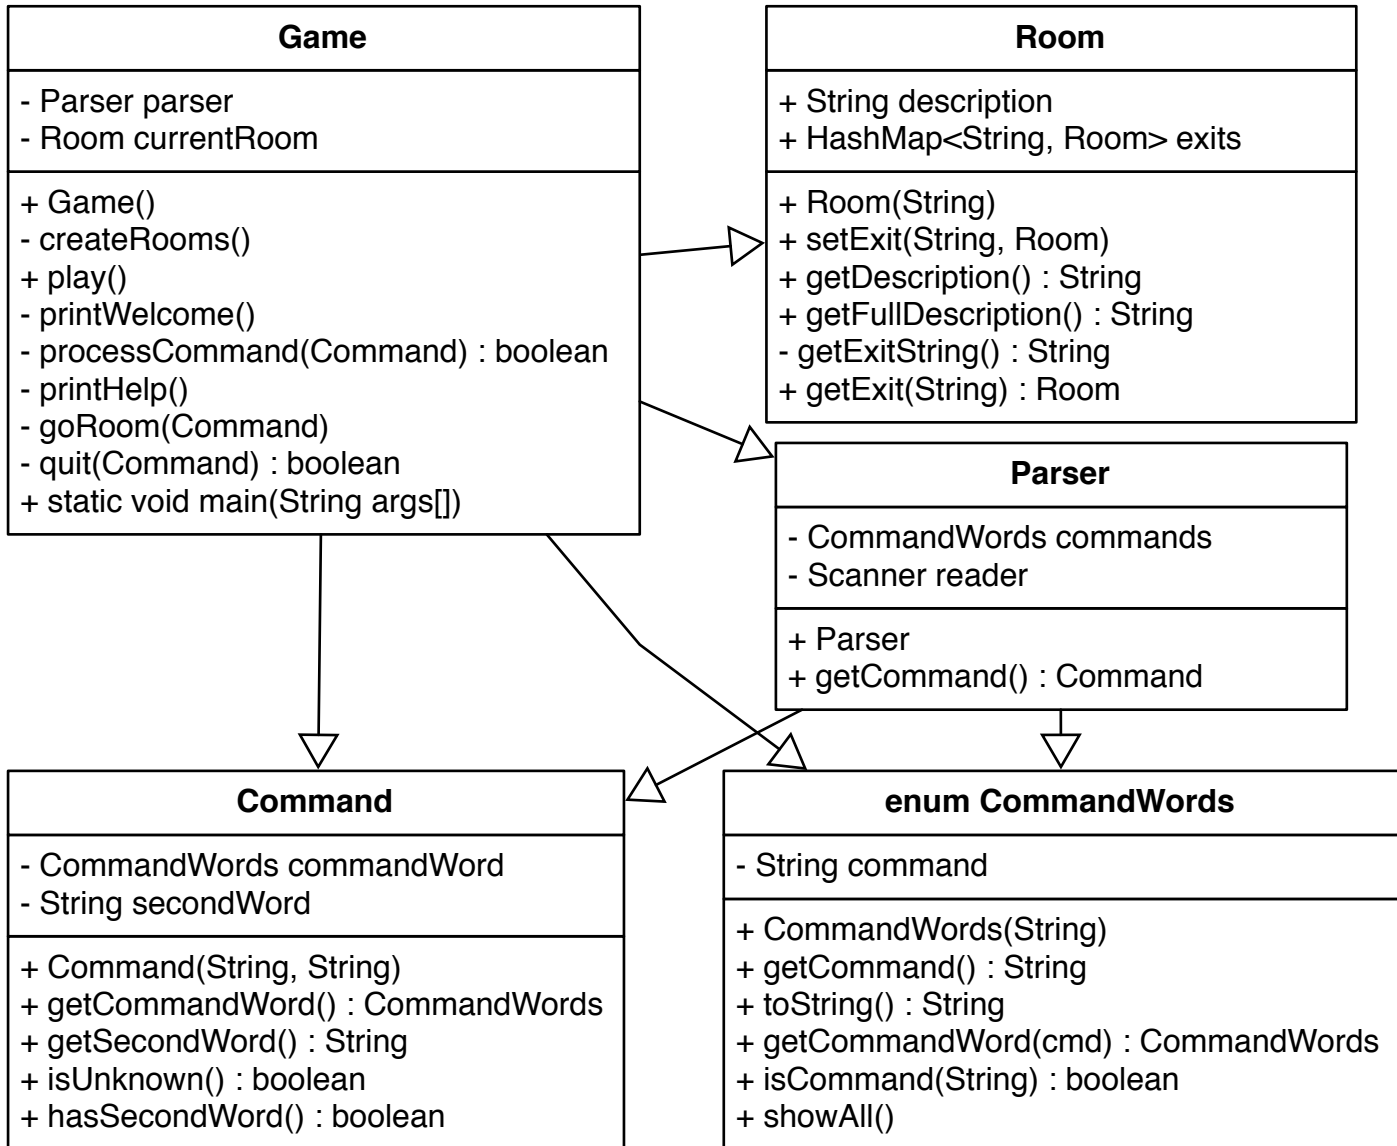 Game
- Parser parser
- Room currentRoom
+ Game()
- createRooms()
+ play()
- printWelcome()
- processCommand(Command) : boolean
- printHelp()
- goRoom(Command)
- quit(Command) : boolean
+ static void main(String args[])
Room
+ String description
+ HashMap<String, Room> exits
+ Room(String)
+ setExit(String, Room)
+ getDescription() : String
+ getFullDescription() : String
- getExitString() : String
+ getExit(String) : Room
Parser
- CommandWords commands
- Scanner reader
+ Parser
+ getCommand() : Command
Command
- CommandWords commandWord
- String secondWord
+ Command(String, String)
+ getCommandWord() : CommandWords
+ getSecondWord() : String
+ isUnknown() : boolean
+ hasSecondWord() : boolean
enum CommandWords
- String command
+ CommandWords(String)
+ getCommand() : String
+ toString() : String
+ getCommandWord(cmd) : CommandWords
+ isCommand(String) : boolean
+ showAll()